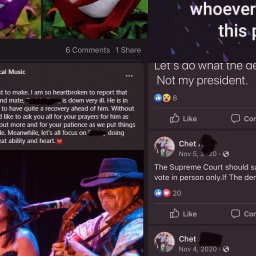 whoever
this p
6 Comments 1 Share
cal Music
st to make. I am so heartbroken to report that
nd mate, is down very ill. He is in
to have quite a recovery ahead of him. Without
d like to ask you all for your prayers for him as
out more and for your patience as we put things
le. Meanwhile, let's all focus on doing
eat ability and heart.
Let's do what the de
Not my president.
8
Like
Com
Chet
Nov 5, 2020
The Supreme Court should sa
vote in person only.If The den
20
Like
Co
Chet
Nov 4, 2020